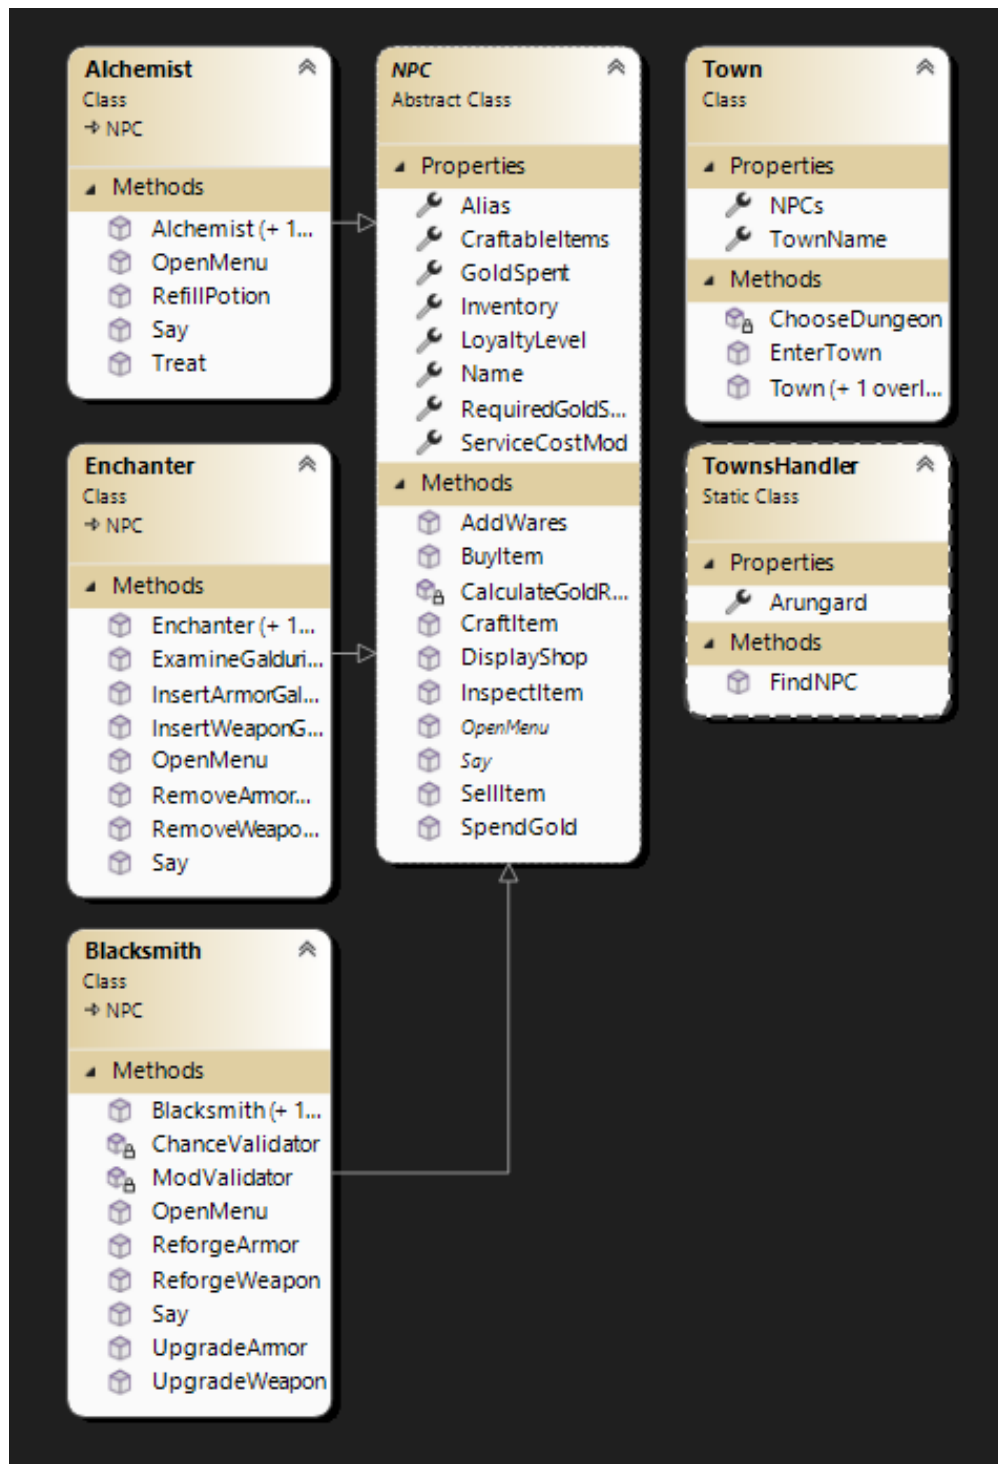 Alchemist
Class
NPC
Methods
Alchemist (+ 1...
OpenMenu
RefillPotion
Say
Treat
Enchanter
Class
NPC
Methods
Enchanter (+ 1...
ExamineGalduri...
InsertArmorGal...
InsertWeaponG...
OpenMenu
RemoveArmor...
RemoveWeapo...
Say
Blacksmith
Class
NPC
Methods
Blacksmith (+ 1...
ChanceValidator
ModValidator
OpenMenu
ReforgeArmor
ReforgeWeapon
Say
UpgradeArmor
UpgradeWeapon
NPC
Abstract Class
Properties
Alias
CraftableItems
GoldSpent
Inventory
LoyaltyLevel
Name
RequiredGoldS...
ServiceCostMod
Methods
AddWares
BuyItem
CalculateGoldR...
CraftItem
DisplayShop
InspectItem
OpenMenu
Say
SellItem
SpendGold
Town
Class
Properties
NPCs
TownName
Methods
ChooseDungeon
EnterTown
Town (+ 1 overl...
TownsHandler
Static Class
Properties
Arungard
Methods
FindNPC